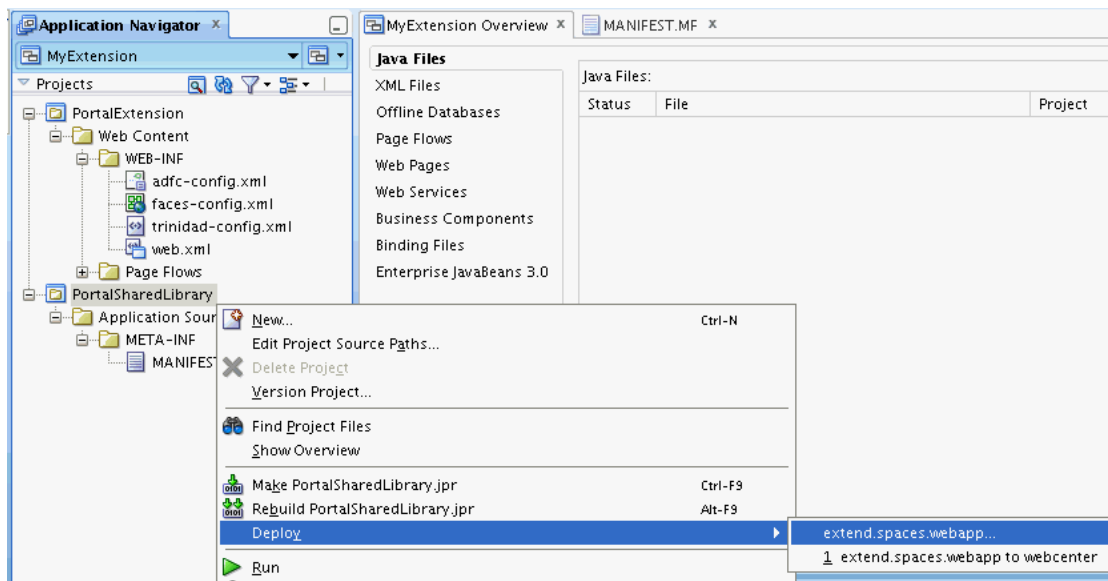 Application Navigator
MyExtension
Projects
PortalExtension
Web Content
WEB-INF
adfc-config.xml
faces-config.xml
trinidad-config.xml
web.xml
Page Flows
PortalSharedLibrary
Application Sour
META-INF
MANIFEST
MyExtension Overview
MANIFEST.MF
Java Files
XML Files
Offline Databases
Page Flows
Web Pages
Web Services
Business Components
Binding Files
Enterprise JavaBeans 3.0
Java Files:
Status File Project
New... Ctrl-N
Edit Project Source Paths...
Delete Project
Version Project...
Find Project Files
Show Overview
Make PortalSharedLibrary.jpr Ctrl-F9
Rebuild PortalSharedLibrary.jpr Alt-F9
Deploy
Run
extend.spaces.webapp...
1 extend.spaces.webapp to webcenter